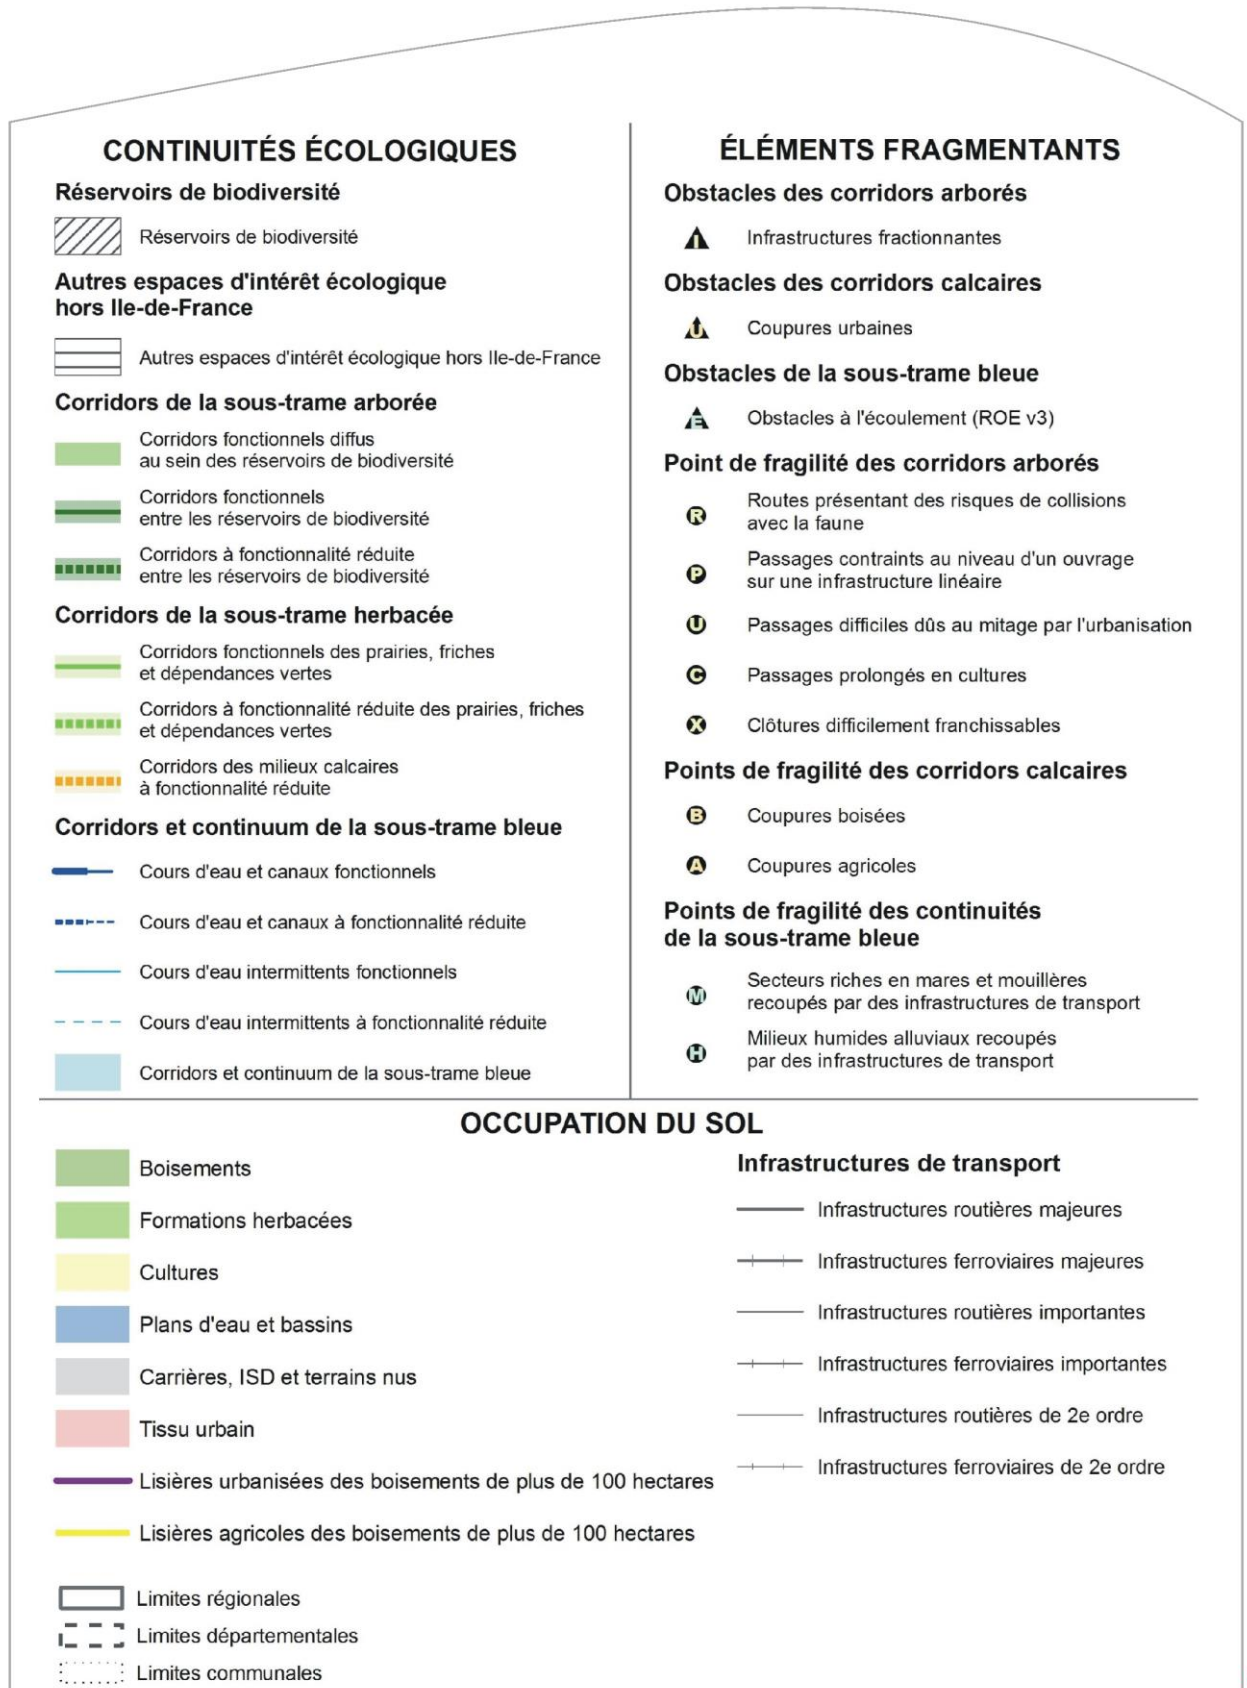 CONTINUITÉS ÉCOLOGIQUES
Réservoirs de biodiversité
Réservoirs de biodiversité
Autres espaces d'intérêt écologique
hors Ile-de-France
Autres espaces d'intérêt écologique hors Ile-de-France
Corridors de la sous-trame arborée
Corridors fonctionnels diffus
au sein des réservoirs de biodiversité
Corridors fonctionnels
entre les réservoirs de biodiversité
Corridors à fonctionnalité réduite
entre les réservoirs de biodiversité
Corridors de la sous-trame herbacée
Corridors fonctionnels des prairies, friches
et dépendances vertes
Corridors à fonctionnalité réduite des prairies, friches
et dépendances vertes
Corridors des milieux calcaires
à fonctionnalité réduite
Corridors et continuum de la sous-trame bleue
Cours d'eau et canaux fonctionnels
Cours d'eau et canaux à fonctionnalité réduite
Cours d'eau intermittents fonctionnels
Cours d'eau intermittents à fonctionnalité réduite
Corridors et continuum de la sous-trame bleue
ÉLÉMENTS FRAGMENTANTS
Obstacles des corridors arborés
I Infrastructures fractionnantes
Obstacles des corridors calcaires
U Coupures urbaines
Obstacles de la sous-trame bleue
E Obstacles à l'écoulement (ROE v3)
Point de fragilité des corridors arborés
R Routes présentant des risques de collisions
avec la faune
P Passages contraints au niveau d'un ouvrage
sur une infrastructure linéaire
U Passages difficiles dûs au mitage par l'urbanisation
C Passages prolongés en cultures
X Clôtures difficilement franchissables
Points de fragilité des corridors calcaires
B Coupures boisées
A Coupures agricoles
Points de fragilité des continuités
de la sous-trame bleue
M Secteurs riches en mares et mouillères
recoupés par des infrastructures de transport
H Milieux humides alluviaux recoupés
par des infrastructures de transport
OCCUPATION DU SOL
Boisements
Formations herbacées
Cultures
Plans d'eau et bassins
Carrières, ISD et terrains nus
Tissu urbain
Lisières urbanisées des boisements de plus de 100 hectares
Lisières agricoles des boisements de plus de 100 hectares
Limites régionales
Limites départementales
Limites communales
Infrastructures de transport
Infrastructures routières majeures
Infrastructures ferroviaires majeures
Infrastructures routières importantes
Infrastructures ferroviaires importantes
Infrastructures routières de 2e ordre
Infrastructures ferroviaires de 2e ordre